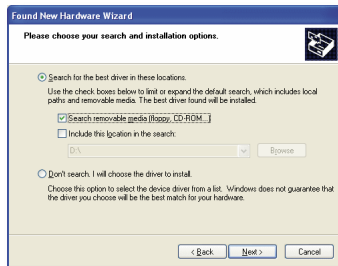 Found New Hardware Wizard
Please choose your search and installation options.
Search for the best driver in these locations.
Use the check boxes below to limit or expand the default search, which includes local
paths and removable media. The best driver found will be installed.
Search removable media (floppy, CD-ROM...)
Include this location in the search:
D:\
Browse
Don't search. I will choose the driver to install.
Choose this option to select the device driver from a list. Windows does not guarantee that
the driver you choose will be the best match for your hardware.
< Back Next > Cancel